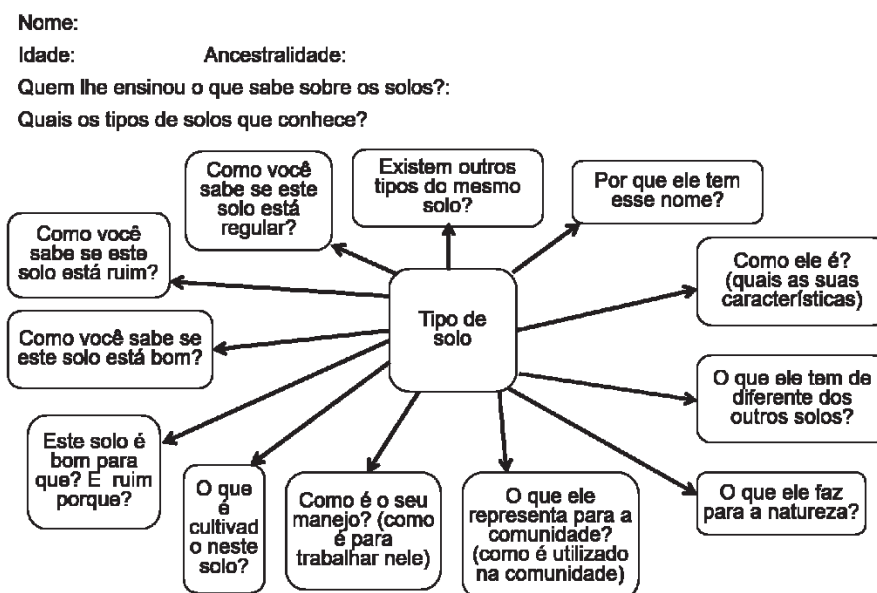 Nome:
Idade: Ancestralidade:
Quem lhe ensinou o que sabe sobre os solos?:
Quais os tipos de solos que conhece?
Como você
sabe se este
solo está
regular?
Existem outros
tipos do mesmo
solo?
Por que ele tem
esse nome?
Como você
sabe se este
solo está ruim?
Como ele é?
(quais as suas
características)
Tipo de
solo
Como você sabe se
este solo está bom?
O que ele tem de
diferente dos
outros solos?
Este solo é
bom para
que? E ruim
porque?
O que
é
cultivad
o neste
solo?
Como é o seu
manejo? (como
é para
trabalhar nele)
O que ele
representa para a
comunidade?
(como é utilizado
na comunidade)
O que ele faz
para a natureza?